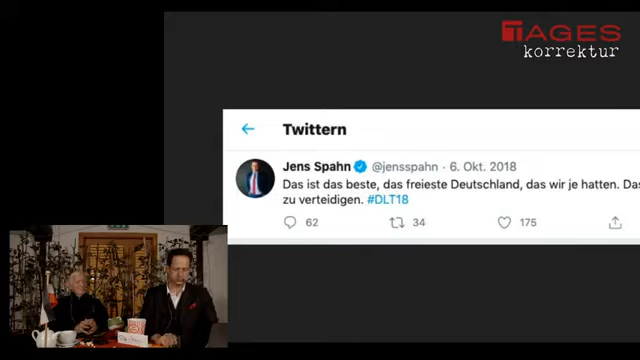 TAGES
korrektur
Twittern
Jens Spahn @jensspahn · 6. Okt. 2018
Das ist das beste, das freieste Deutschland, das wir je hatten. Das
zu verteidigen. #DLT18
62 34 175